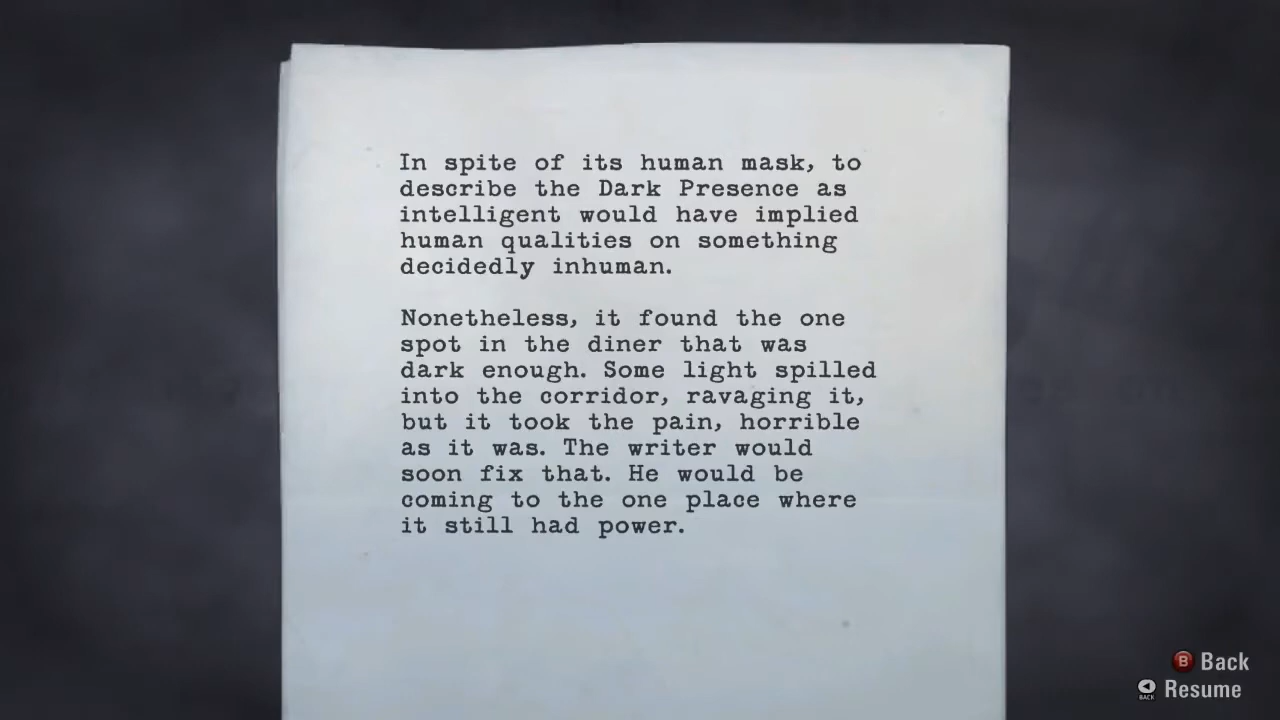 In spite of its human mask, to
describe the Dark Presence as
intelligent would have implied
human qualities on something
decidedly inhuman.
Nonetheless, it found the one
spot in the diner that was
dark enough. Some light spilled
into the corridor, ravaging it,
but it took the pain, horrible
as it was. The writer would
soon fix that. He would be
coming to the one place where
it still had power.
B Back
BACK Resume